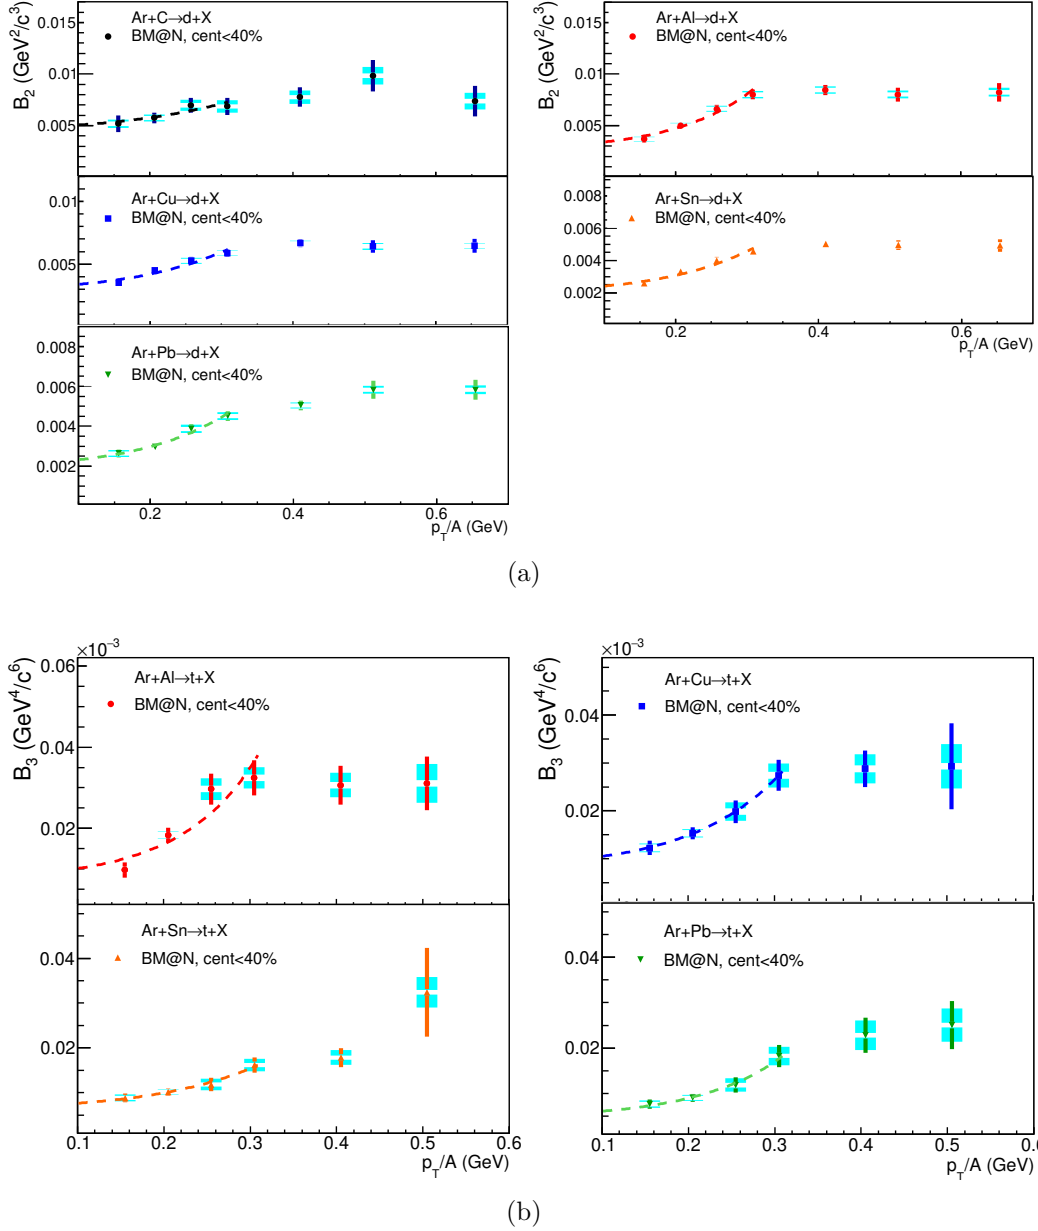 B2 (GeV2/c3)
0.015
0.01
0.005
Ar+C→d+X
BM@N, cent<40%
0.01
0.005
Ar+Cu→d+X
BM@N, cent<40%
0.008
0.006
0.004
0.002
Ar+Pb→d+X
BM@N, cent<40%
0.2 0.4 0.6
pT/A (GeV)
B2 (GeV2/c3)
0.015
0.01
0.005
Ar+Al→d+X
BM@N, cent<40%
0.008
0.006
0.004
0.002
Ar+Sn→d+X
BM@N, cent<40%
0.2 0.4 0.6
pT/A (GeV)
(a)
×10−3
B3 (GeV4/c6)
0.06
0.04
0.02
Ar+Al→t+X
BM@N, cent<40%
0.04
0.02
Ar+Sn→t+X
BM@N, cent<40%
0.1 0.2 0.3 0.4 0.5 0.6
pT/A (GeV)
×10−3
B3 (GeV4/c6)
0.04
0.02
Ar+Cu→t+X
BM@N, cent<40%
0.04
0.02
Ar+Pb→t+X
BM@N, cent<40%
0.1 0.2 0.3 0.4 0.5
pT/A (GeV)
(b)